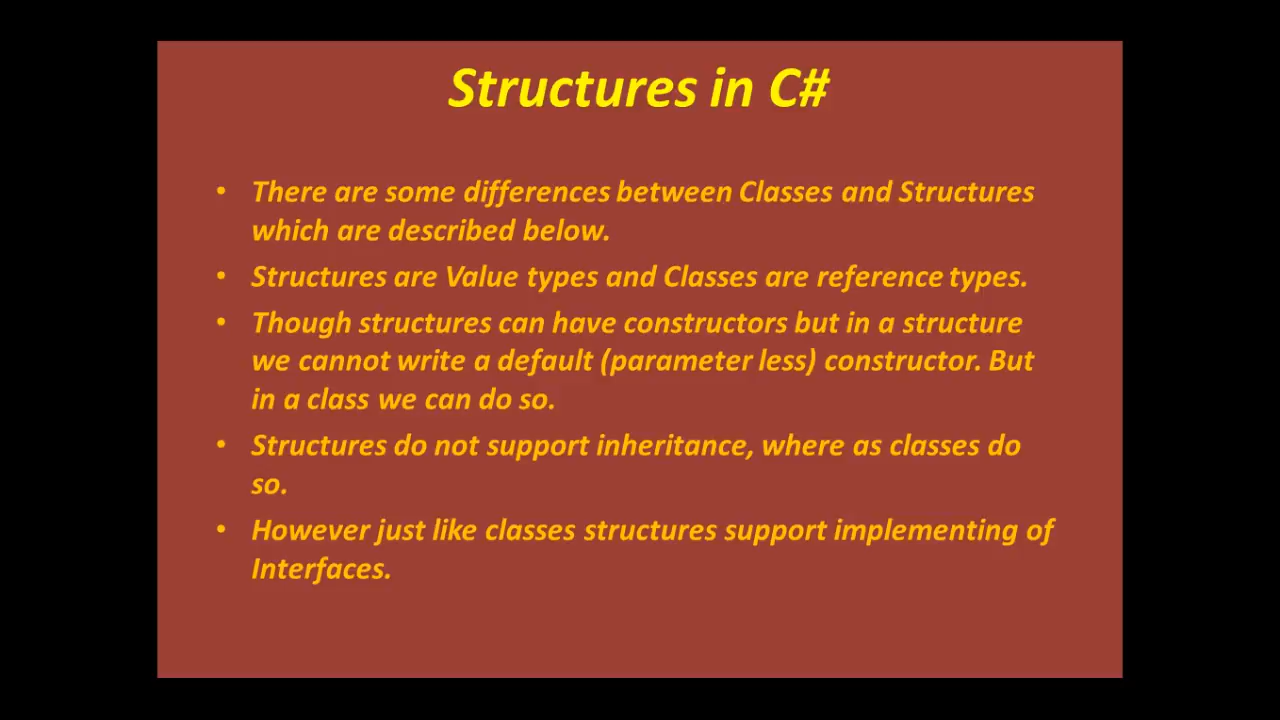 Structures in C#
• There are some differences between Classes and Structures
which are described below.
• Structures are Value types and Classes are reference types.
• Though structures can have constructors but in a structure
we cannot write a default (parameter less) constructor. But
in a class we can do so.
• Structures do not support inheritance, where as classes do
so.
• However just like classes structures support implementing of
Interfaces.